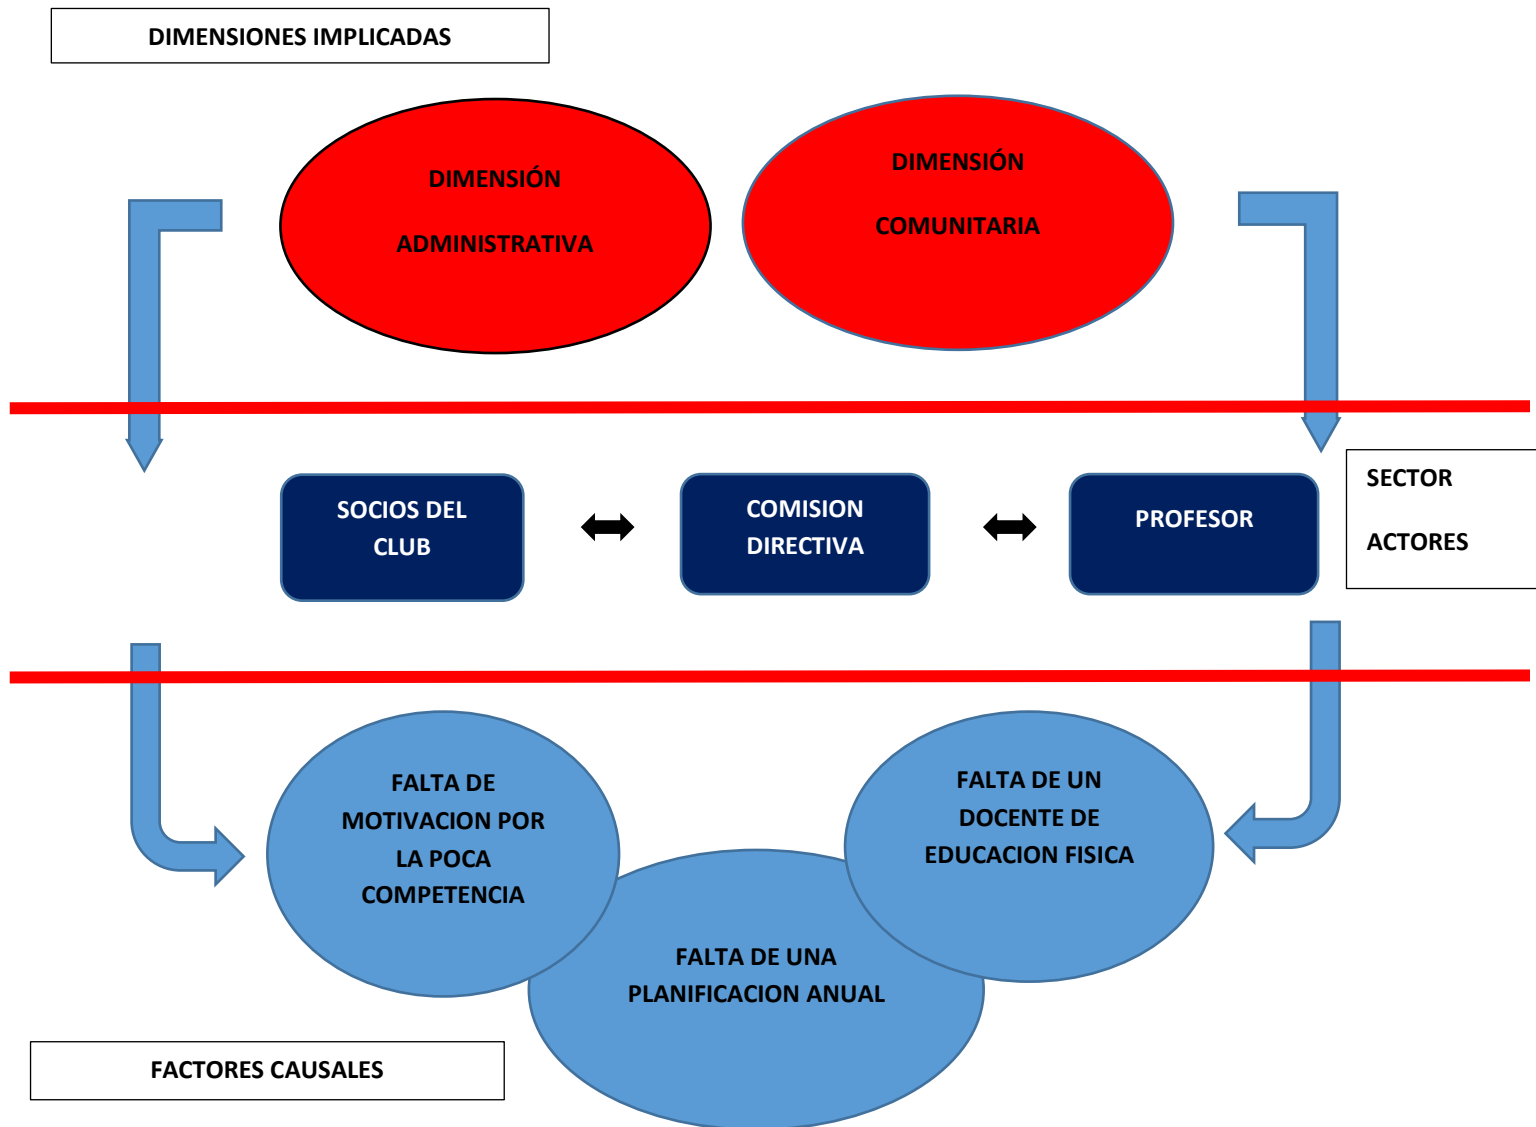 DIMENSIONES IMPLICADAS
DIMENSIÓN
ADMINISTRATIVA
DIMENSIÓN
COMUNITARIA
SOCIOS DEL
CLUB
COMISION
DIRECTIVA
PROFESOR
SECTOR
ACTORES
FALTA DE
MOTIVACION POR
LA POCA
COMPETENCIA
FALTA DE UNA
PLANIFICACION ANUAL
FALTA DE UN
DOCENTE DE
EDUCACION FISICA
FACTORES CAUSALES